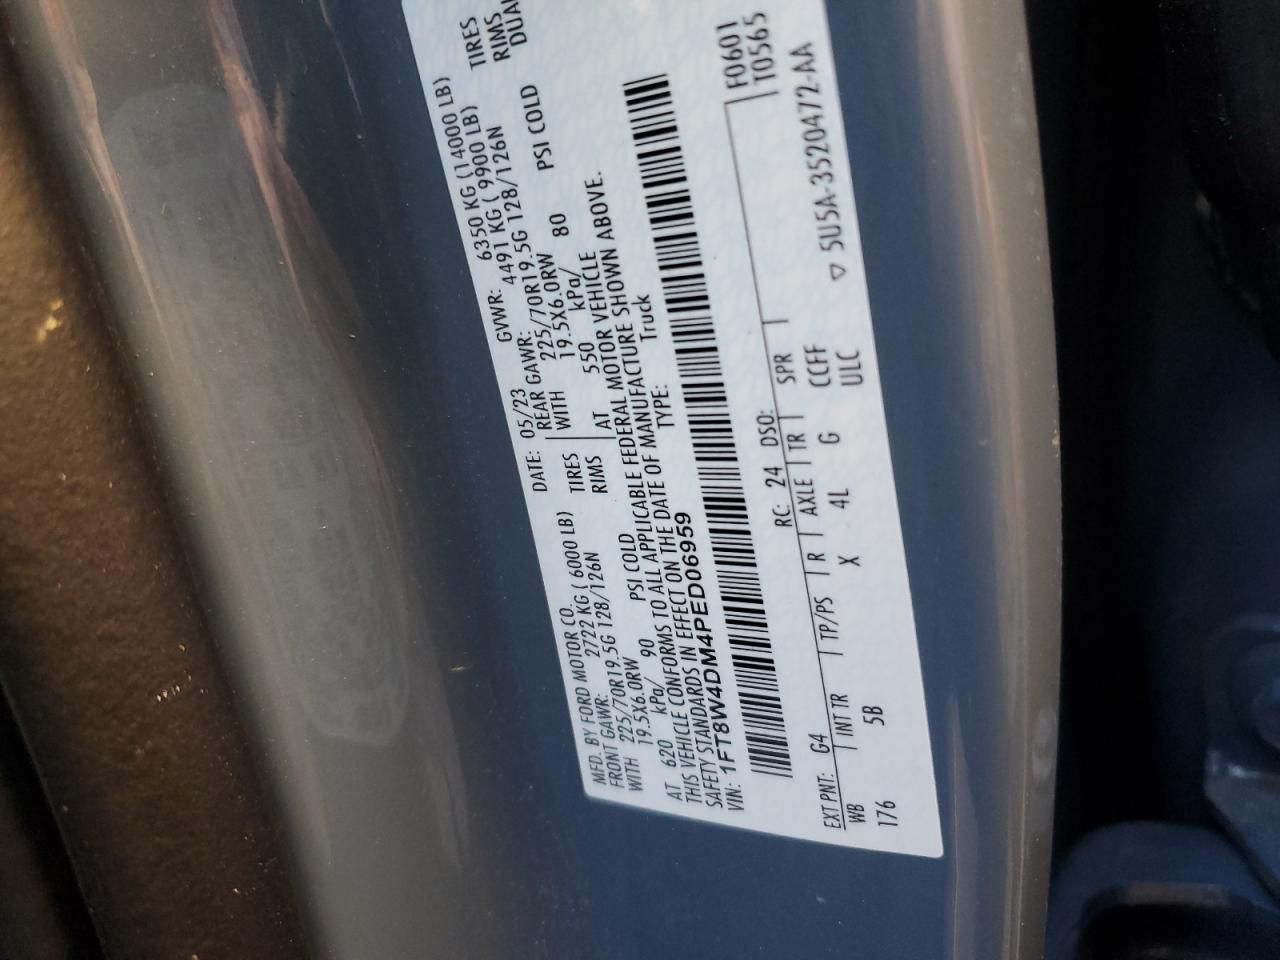 MFD. BY FORD MOTOR CO.
DATE: 05/23 GVWR: 6350 KG (14000 LB)
FRONT GAWR: 2722 KG ( 6000 LB)
REAR GAWR: 4491 KG ( 9900 LB)
WITH 225/70R19.5G 128/126N TIRES
WITH 225/70R19.5G 128/126N TIRES
19.5X6.0RW RIMS
19.5X6.0RW RIMS
AT 620 kPa/ 90 PSI COLD
AT 550 kPa/ 80 PSI COLD DUA
THIS VEHICLE CONFORMS TO ALL APPLICABLE FEDERAL MOTOR VEHICLE
SAFETY STANDARDS IN EFFECT ON THE DATE OF MANUFACTURE SHOWN ABOVE.
VIN: 1FT8W4DM4PED06959 TYPE: Truck
F0601
T0565
EXT PNT: G4 RC: 24 DSO:
WB INT TR TP/PS R AXLE TR SPR
176 5B X 4L G CCFF
ULC ▽ 5U5A-3520472-AA